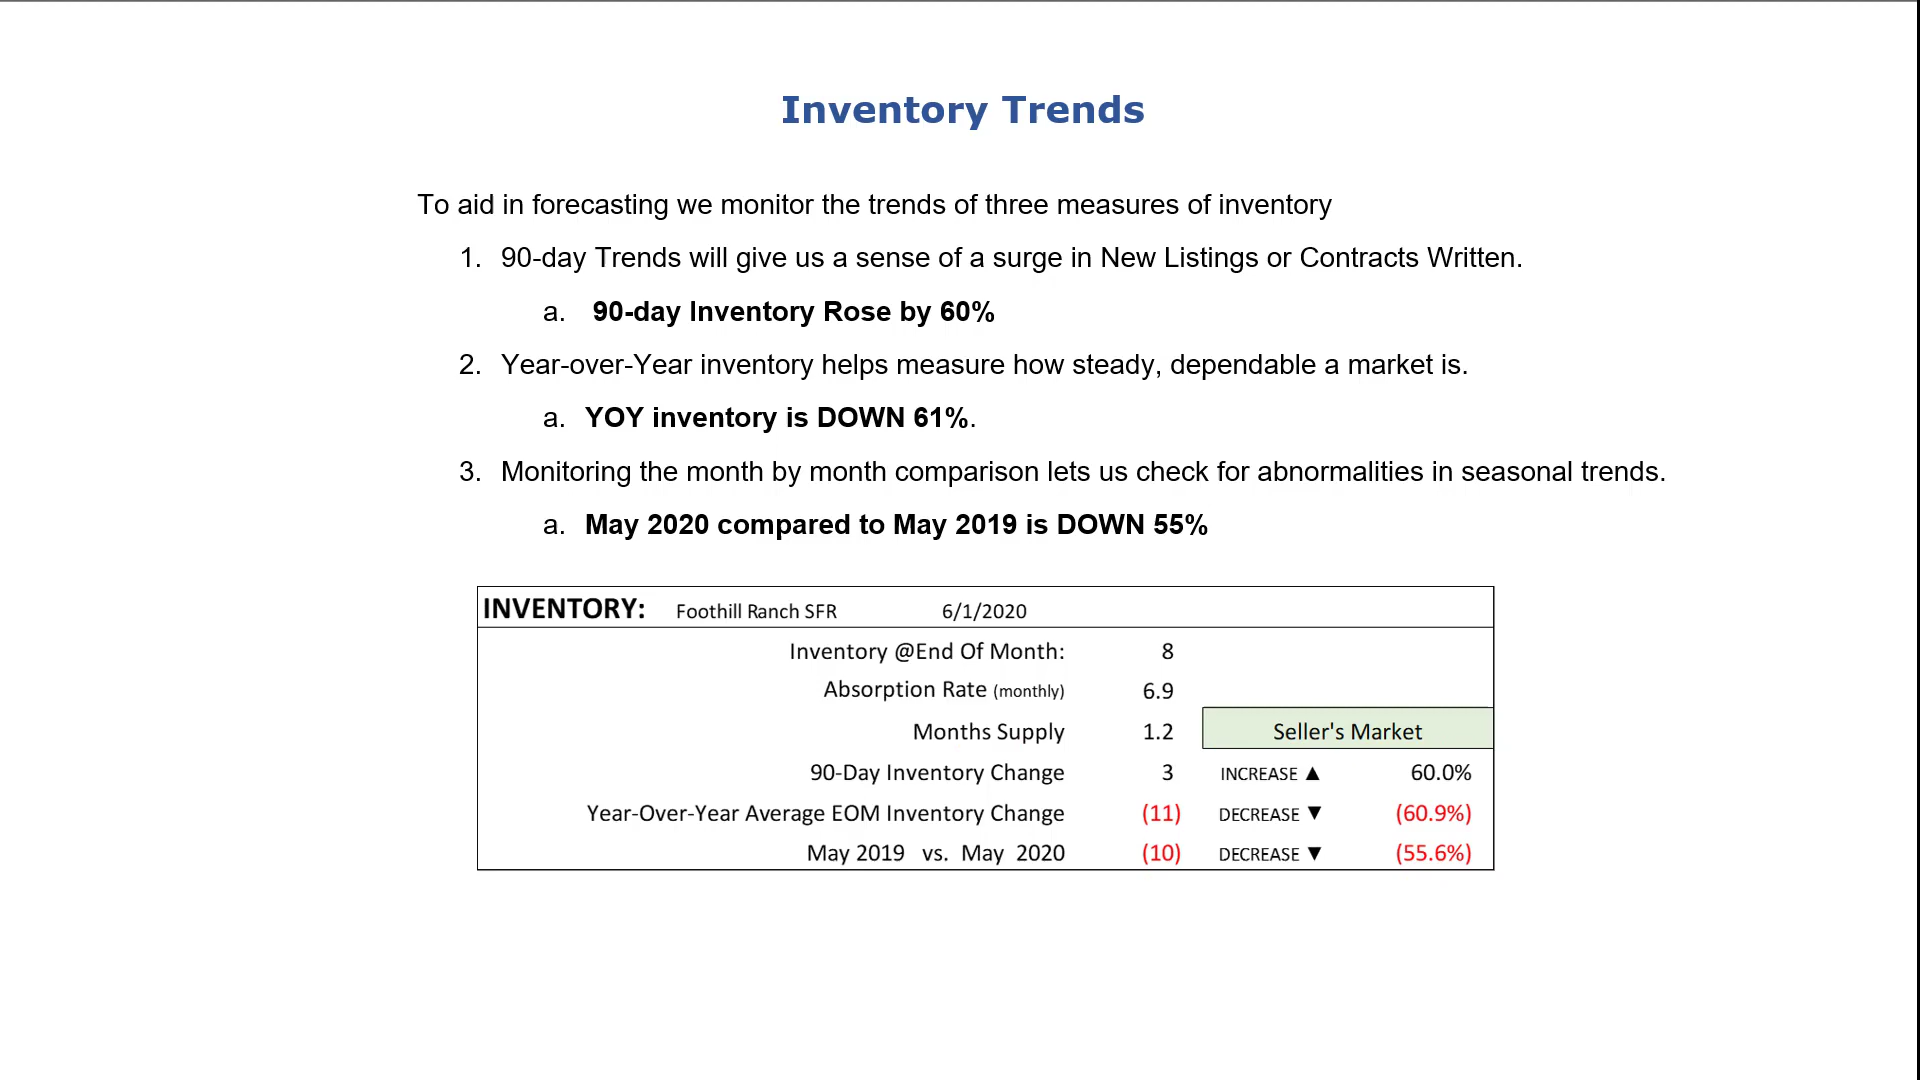 Inventory Trends
To aid in forecasting we monitor the trends of three measures of inventory
1. 90-day Trends will give us a sense of a surge in New Listings or Contracts Written.
a. 90-day Inventory Rose by 60%
2. Year-over-Year inventory helps measure how steady, dependable a market is.
a. YOY inventory is DOWN 61%.
3. Monitoring the month by month comparison lets us check for abnormalities in seasonal trends.
a. May 2020 compared to May 2019 is DOWN 55%
INVENTORY: Foothill Ranch SFR 6/1/2020
Inventory @End Of Month: 8
Absorption Rate (monthly) 6.9
Months Supply 1.2 Seller's Market
90-Day Inventory Change 3 INCREASE ▲ 60.0%
Year-Over-Year Average EOM Inventory Change (11) DECREASE ▼ (60.9%)
May 2019 vs. May 2020 (10) DECREASE ▼ (55.6%)